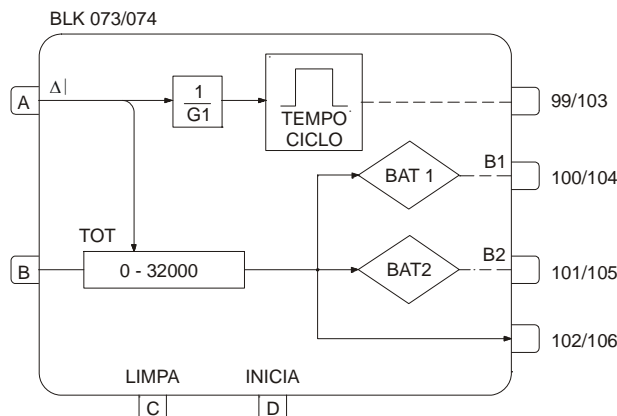 BLK 073/074
A
Δ|
1
G1
TEMPO
CICLO
99/103
BAT 1
B1
100/104
TOT
B
0 - 32000
BAT2
B2
101/105
102/106
LIMPA
INICIA
C
D